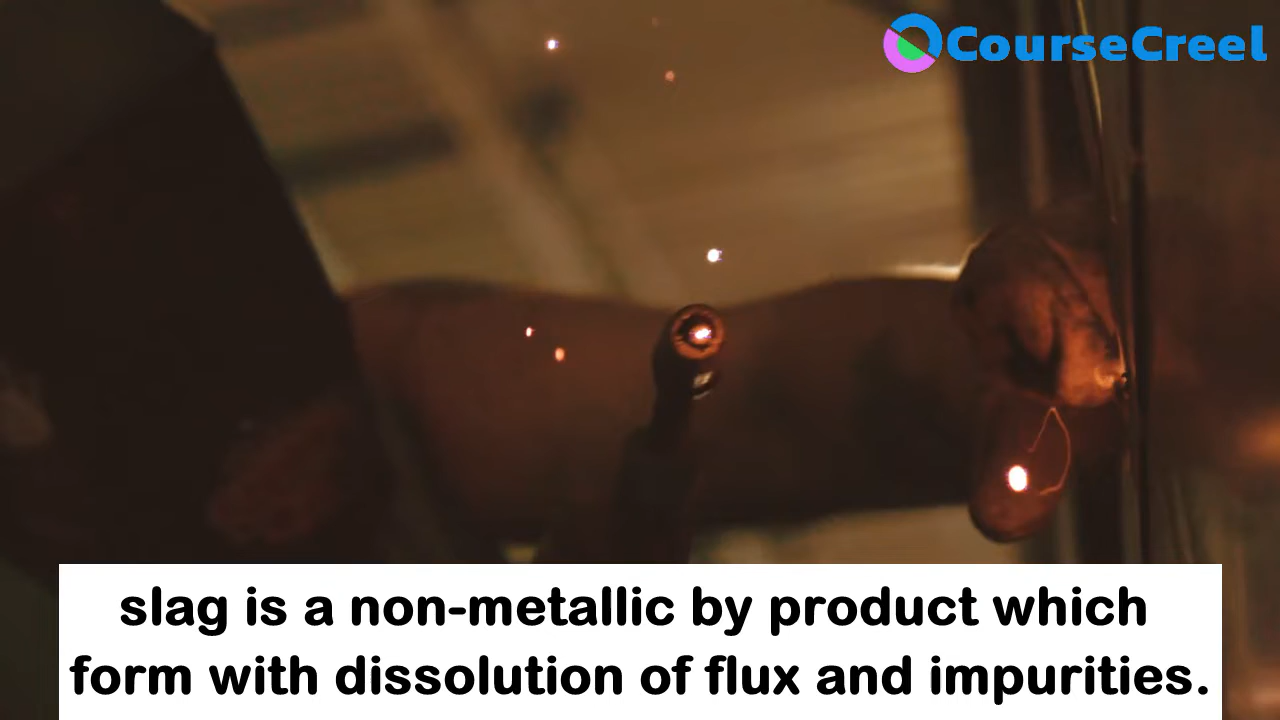 CourseCreel
slag is a non-metallic by product which
form with dissolution of flux and impurities.